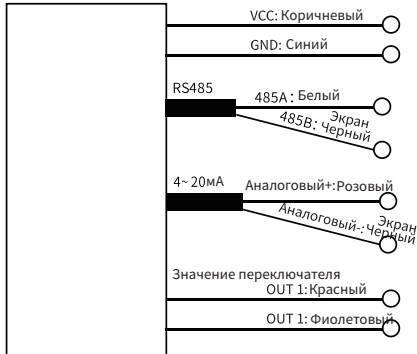 VCC: Коричневый
GND: Синий
RS485
485A: Белый
Экран
485B: Черный
4~ 20мА
Аналоговый+:Розовый
Экран
Аналоговый-:Черный
Значение переключателя
OUT 1:Красный
OUT 1: Фиолетовый